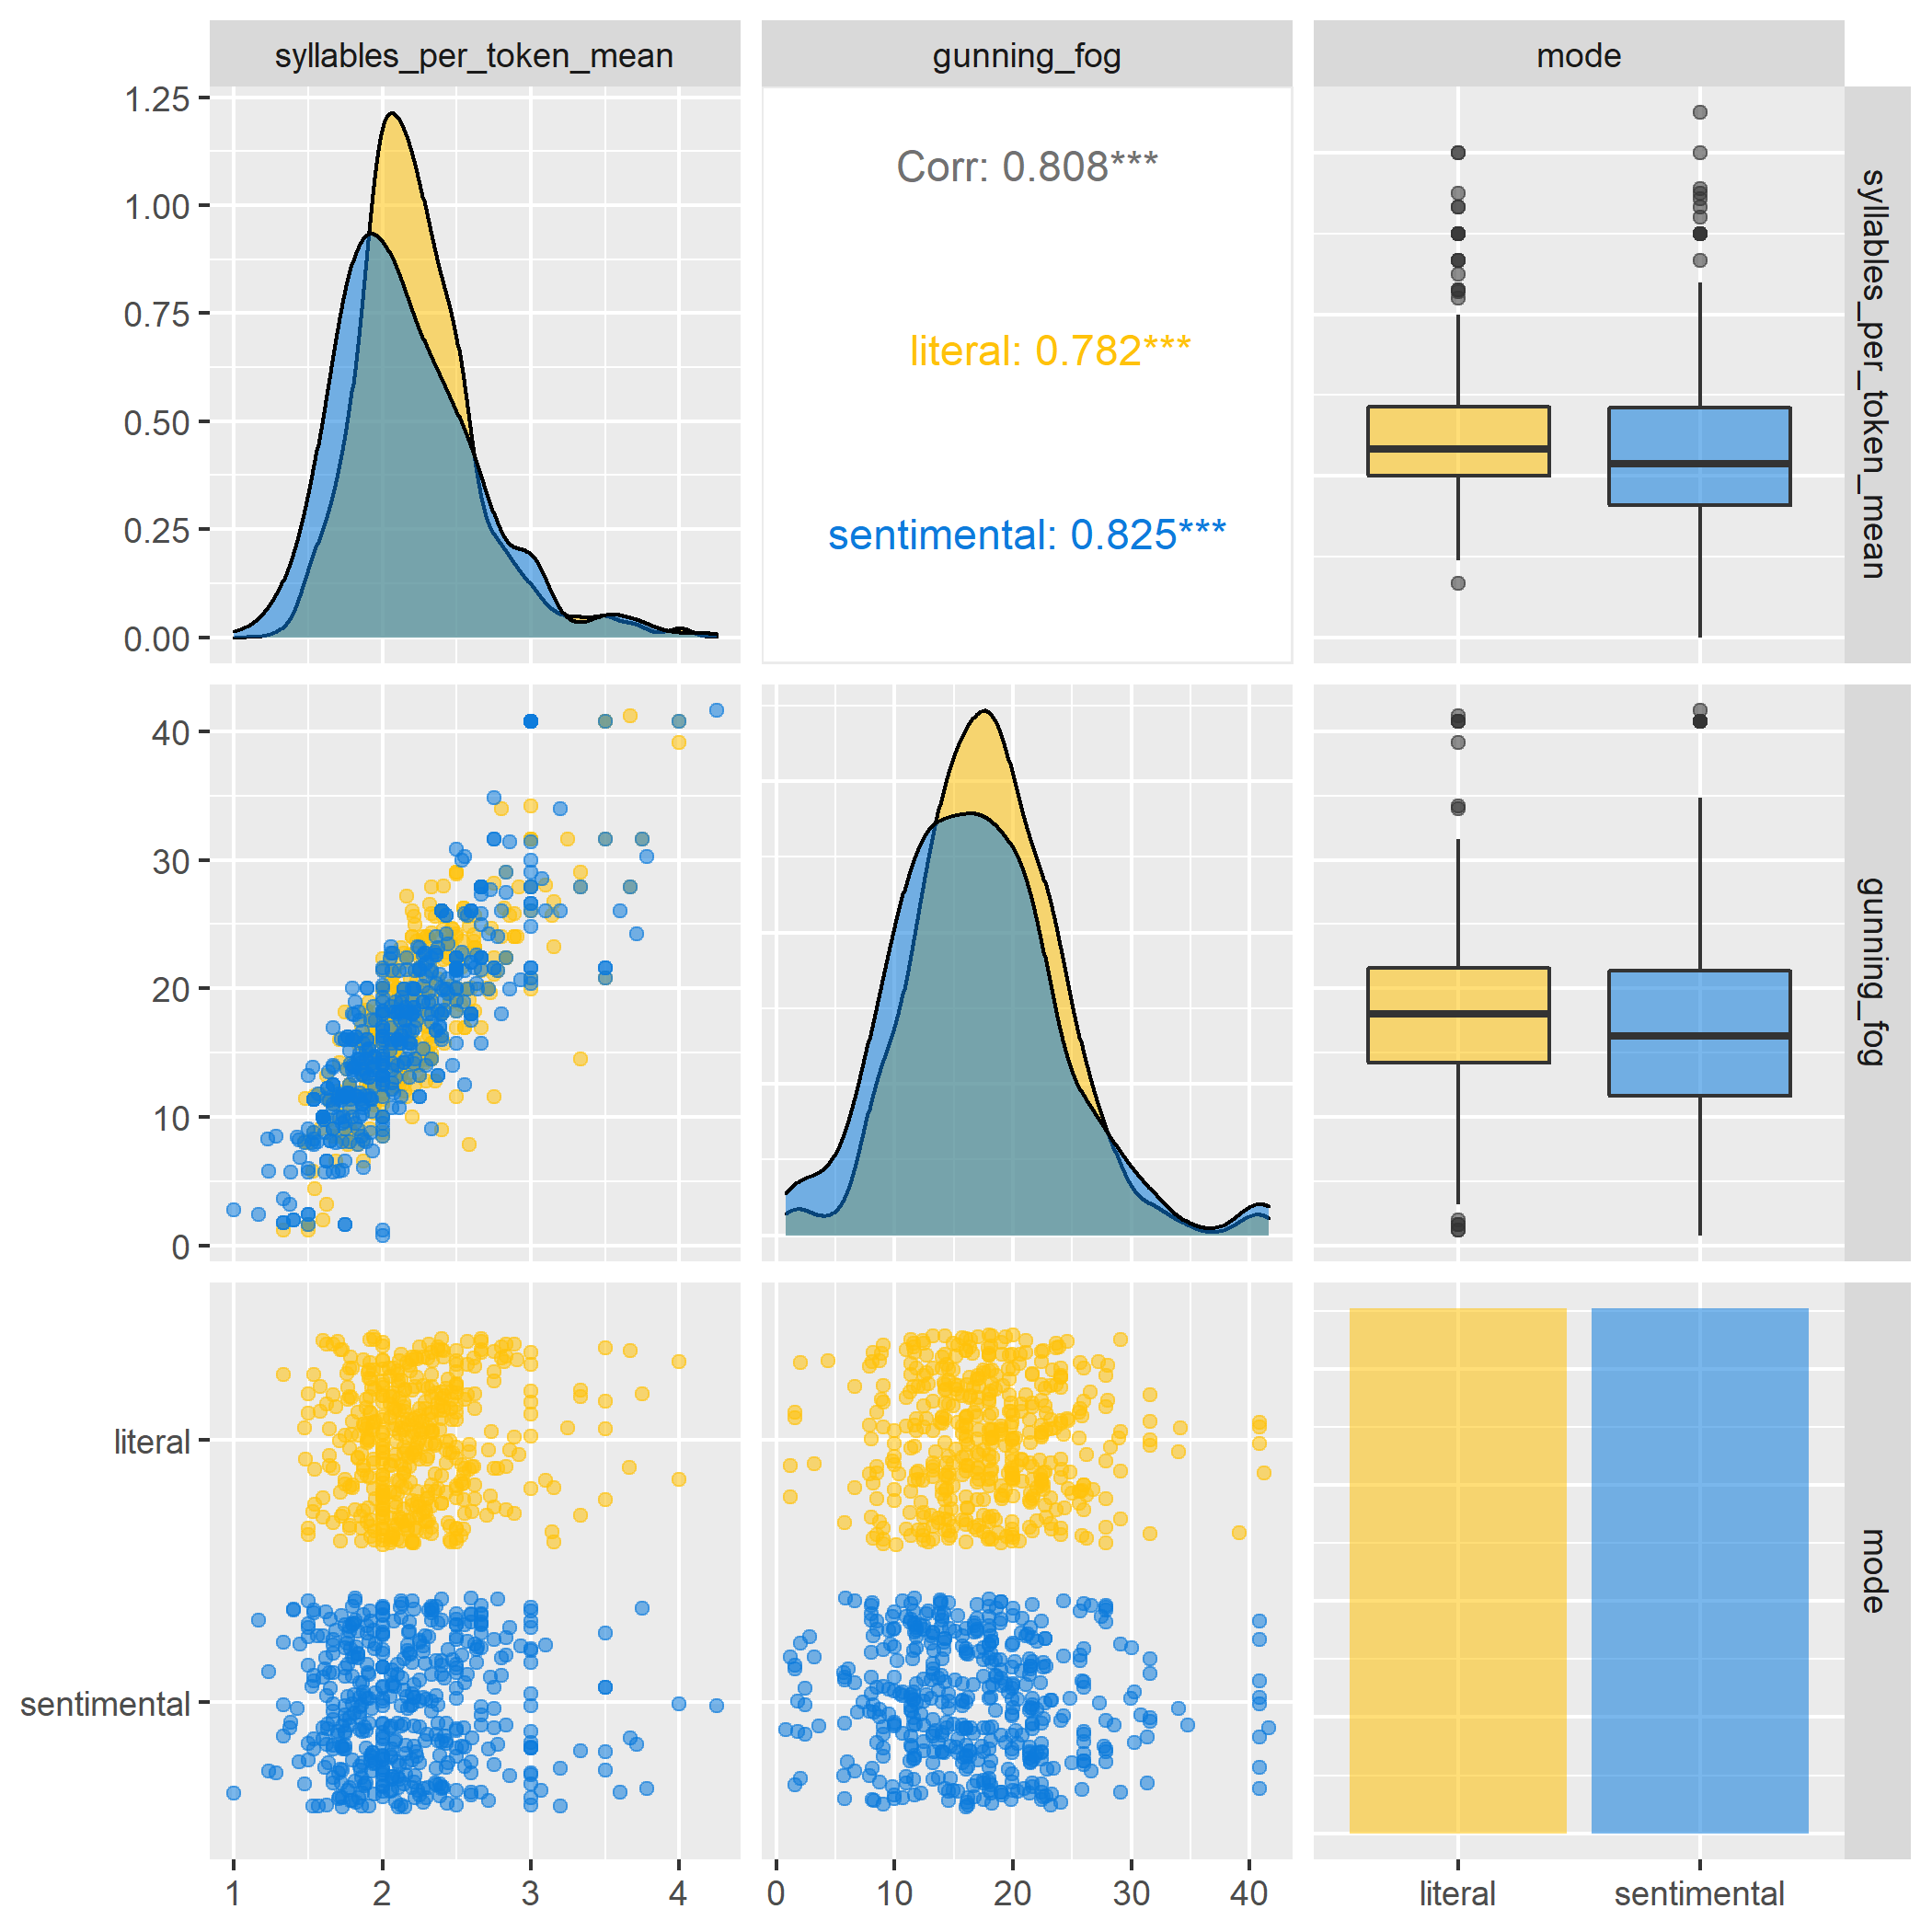 syllables_per_token_mean
gunning_fog
mode
1.25
1.00
0.75
0.50
0.25
0.00
Corr: 0.808***
literal: 0.782***
sentimental: 0.825***
syllables_per_token_mean
40
30
20
10
0
gunning_fog
literal
sentimental
mode
1 2 3 4
0 10 20 30 40
literal sentimental